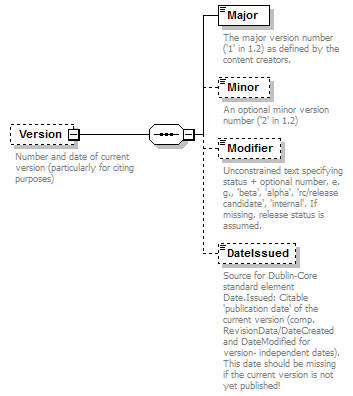 Major
The major version number
('1' in 1.2) as defined by the
content creators.
Minor
An optional minor version
number ('2' in 1.2)
Version
Number and date of current
version (particularly for citing
purposes)
Modifier
Unconstrained text specifying
status + optional number, e.
g., 'beta', 'alpha', 'rc/release
candidate', 'internal'. If
missing, release status is
assumed.
DateIssued
Source for Dublin-Core
standard element
Date.Issued: Citable
'publication date' of the
current version (comp.
RevisionData/DateCreated
and DateModified for
version- independent dates).
This date should be missing
if the current version is not
yet published!